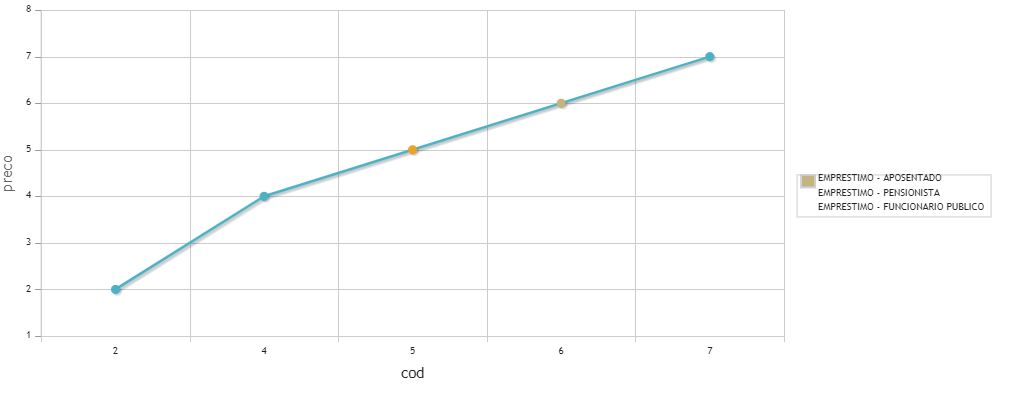 8
7
6
5
4
3
2
1
preco
2 4 5 6 7
cod
EMPRESTIMO - APOSENTADO
EMPRESTIMO - PENSIONISTA
EMPRESTIMO - FUNCIONARIO PUBLICO